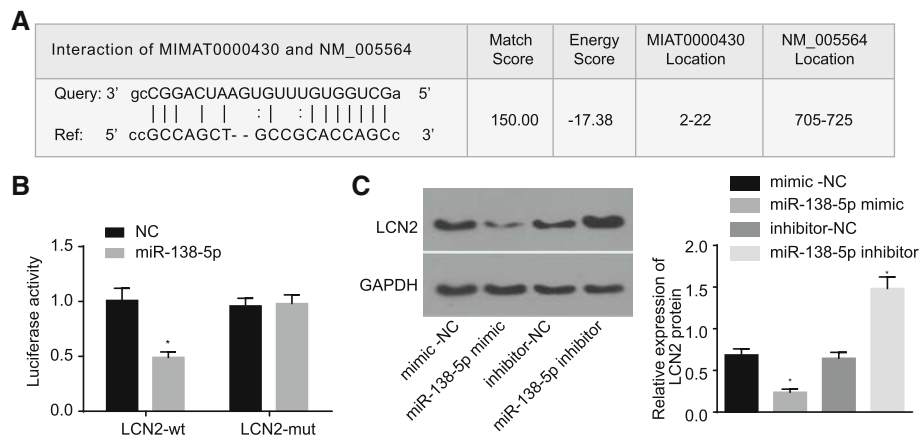 A
Interaction of MIMAT0000430 and NM_005564
Match Score
Energy Score
MIAT0000430 Location
NM_005564 Location
Query: 3' gcCGGACUAAGUGUUUGUGGUCGa 5'
||| | | :| :|||||||
Ref: 5' ccGCCAGCT- - GCCGCACCAGCc 3'
150.00
-17.38
2-22
705-725
B
NC
miR-138-5p
Luciferase activity
1.5
1.0
0.5
0.0
*
LCN2-wt
LCN2-mut
C
LCN2
GAPDH
mimic -NC
miR-138-5p mimic
inhibitor-NC
miR-138-5p inhibitor
mimic -NC
miR-138-5p mimic
inhibitor-NC
miR-138-5p inhibitor
Relative expression of
LCN2 protein
2.0
1.5
1.0
0.5
0.0
*
*